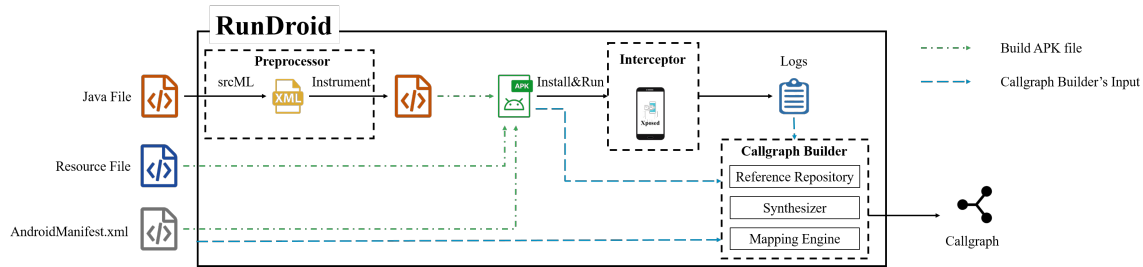 RunDroid
Preprocessor
srcML
Instrument
XML
Java File
Install&Run
APK
Interceptor
Xposed
Logs
Build APK file
Callgraph Builder's Input
Resource File
Callgraph Builder
Reference Repository
Synthesizer
Mapping Engine
AndroidManifest.xml
Callgraph